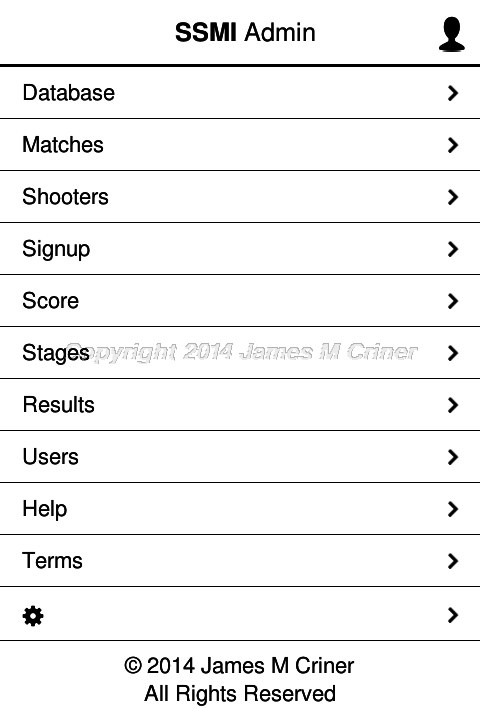 SSMI Admin
Database
Matches
Shooters
Signup
Score
Stages
Copyright 2014 James M Criner
Results
Users
Help
Terms
© 2014 James M Criner
All Rights Reserved